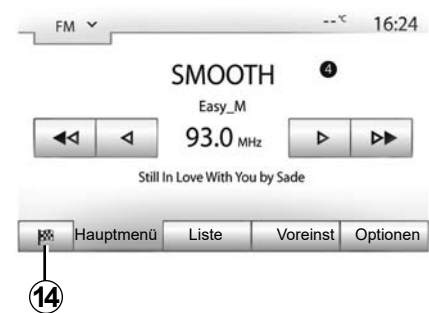 FM --°C 16:24
SMOOTH 4
Easy_M
93.0 MHz
Still In Love With You by Sade
Hauptmenü Liste Voreinst Optionen
14